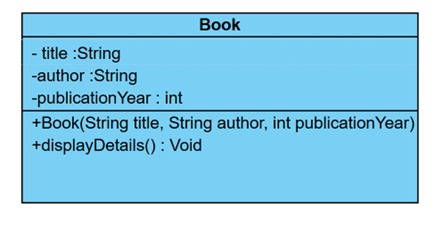 Book
- title :String
-author :String
-publicationYear : int
+Book(String title, String author, int publicationYear)
+displayDetails() : Void